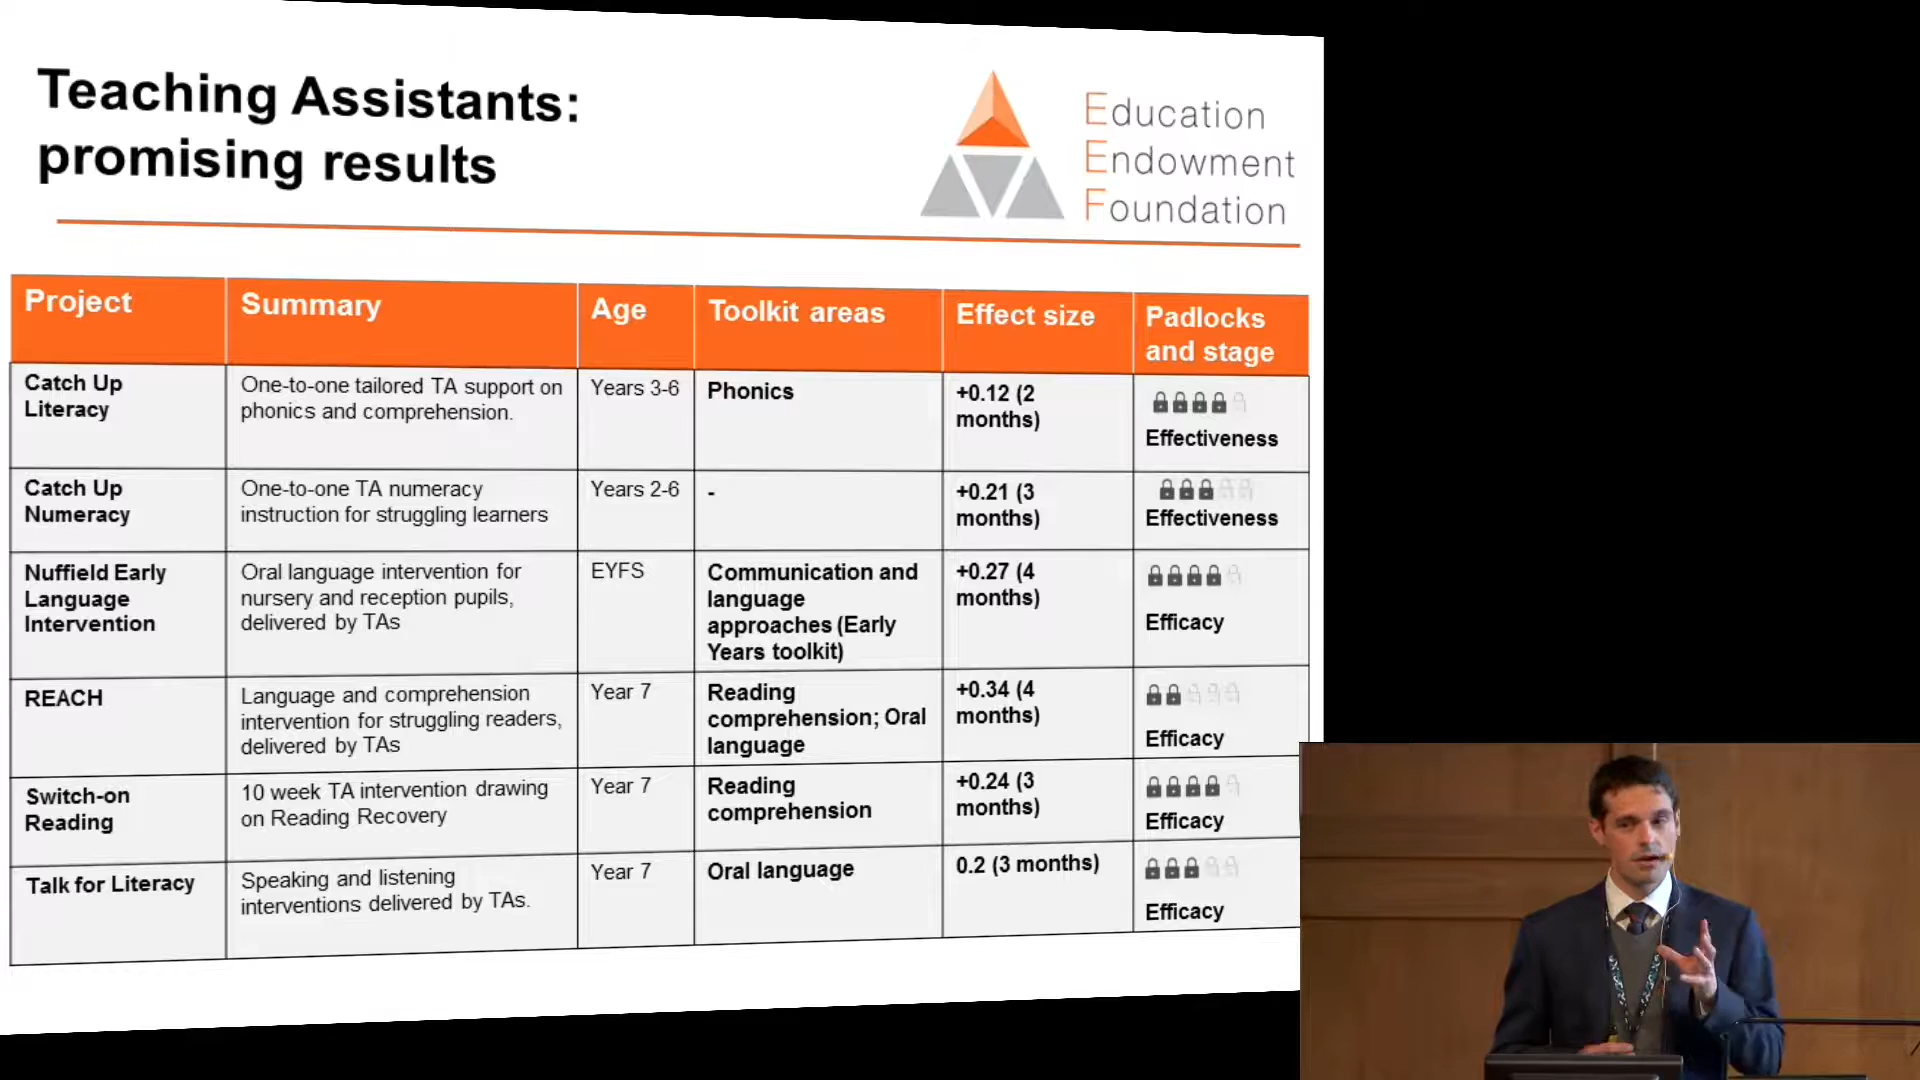 Teaching Assistants:
promising results
Education
Endowment
Foundation
Project
Summary
Age
Toolkit areas
Effect size
Padlocks
and stage
Catch Up
Literacy
One-to-one tailored TA support on
phonics and comprehension.
Years 3-6
Phonics
+0.12 (2
months)
Effectiveness
Catch Up
Numeracy
One-to-one TA numeracy
instruction for struggling learners
Years 2-6
-
+0.21 (3
months)
Effectiveness
Nuffield Early
Language
Intervention
Oral language intervention for
nursery and reception pupils,
delivered by TAs
EYFS
Communication and
language
approaches (Early
Years toolkit)
+0.27 (4
months)
Efficacy
REACH
Language and comprehension
intervention for struggling readers,
delivered by TAs
Year 7
Reading
comprehension; Oral
language
+0.34 (4
months)
Efficacy
Switch-on
Reading
10 week TA intervention drawing
on Reading Recovery
Year 7
Reading
comprehension
+0.24 (3
months)
Efficacy
Talk for Literacy
Speaking and listening
interventions delivered by TAs.
Year 7
Oral language
0.2 (3 months)
Efficacy